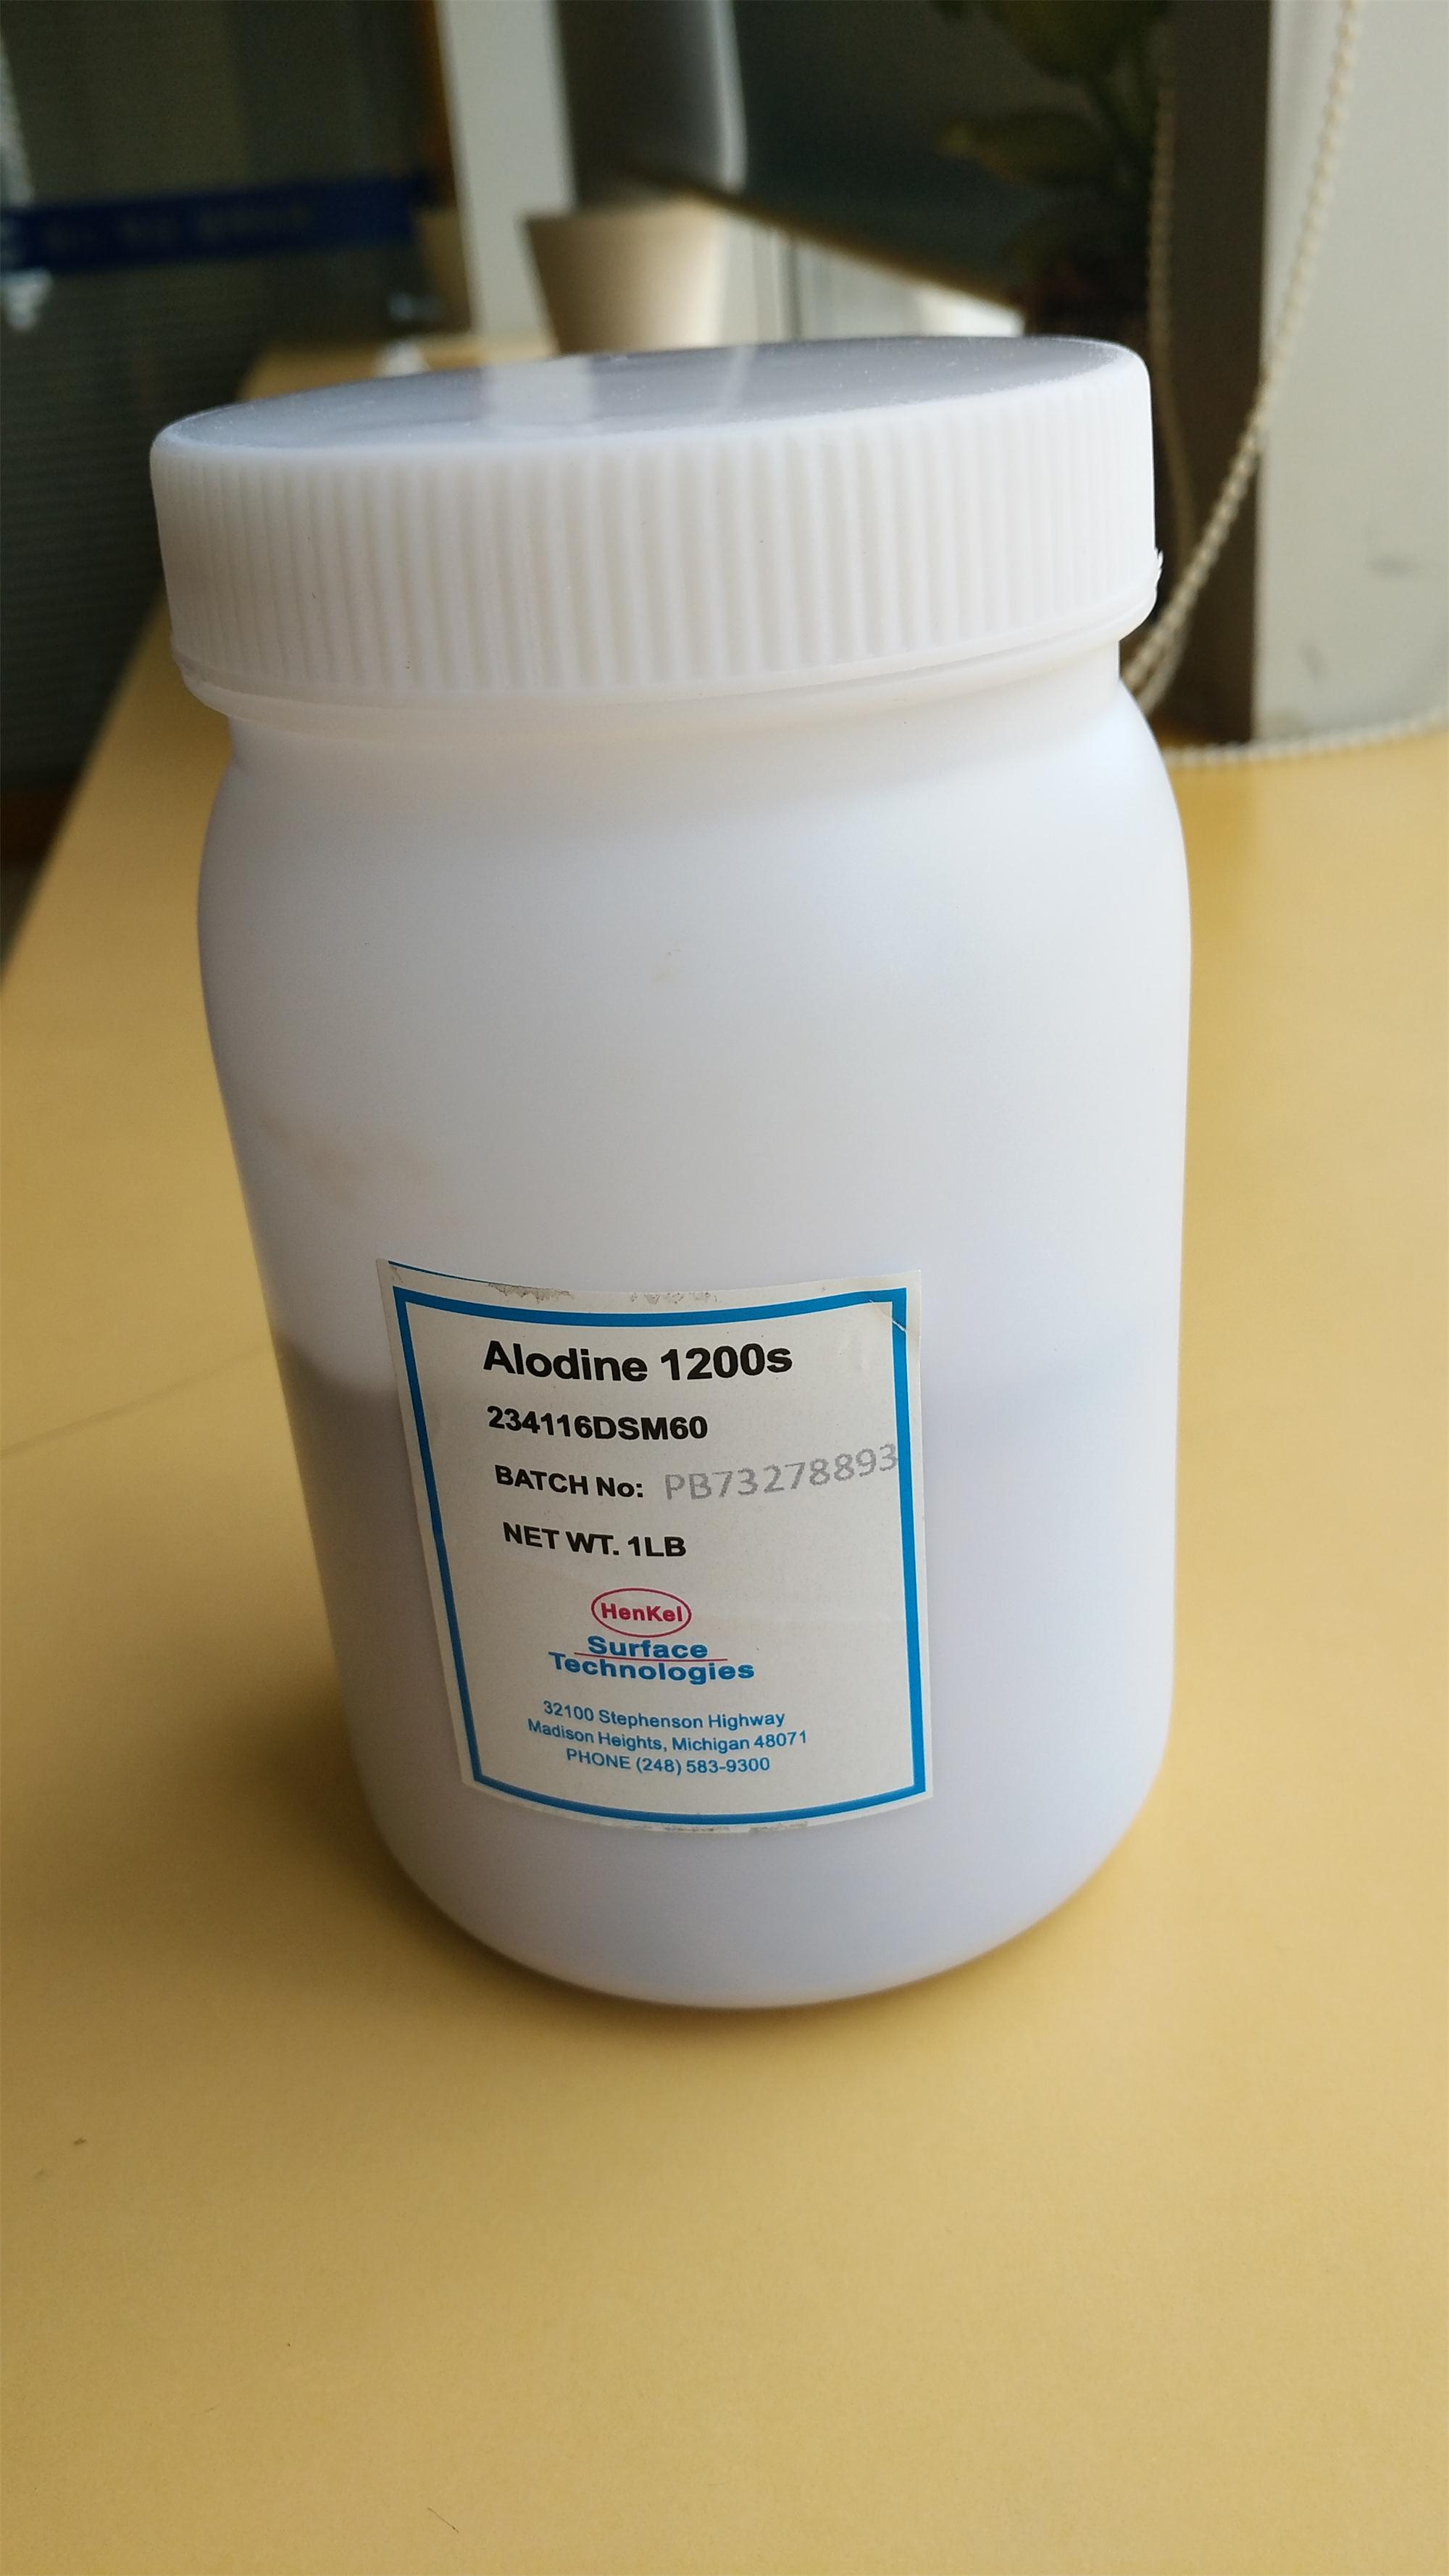 Alodine 1200s
234116DSM60
BATCH No: PB73278893
NET WT. 1LB
HenKel
Surface
Technologies
32100 Stephenson Highway
Madison Heights, Michigan 48071
PHONE (248) 583-9300